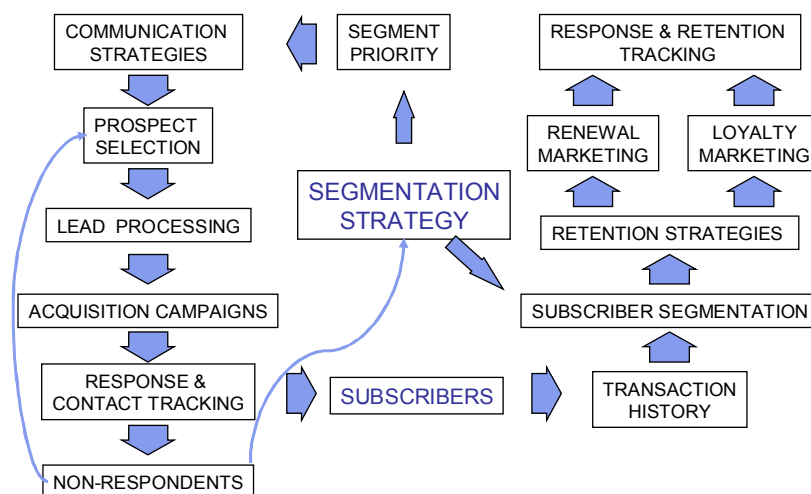 COMMUNICATION
STRATEGIES
SEGMENT
PRIORITY
RESPONSE & RETENTION
TRACKING
PROSPECT
SELECTION
RENEWAL
MARKETING
LOYALTY
MARKETING
SEGMENTATION
STRATEGY
LEAD PROCESSING
RETENTION STRATEGIES
ACQUISITION CAMPAIGNS
SUBSCRIBER SEGMENTATION
RESPONSE &
CONTACT TRACKING
SUBSCRIBERS
TRANSACTION
HISTORY
NON-RESPONDENTS